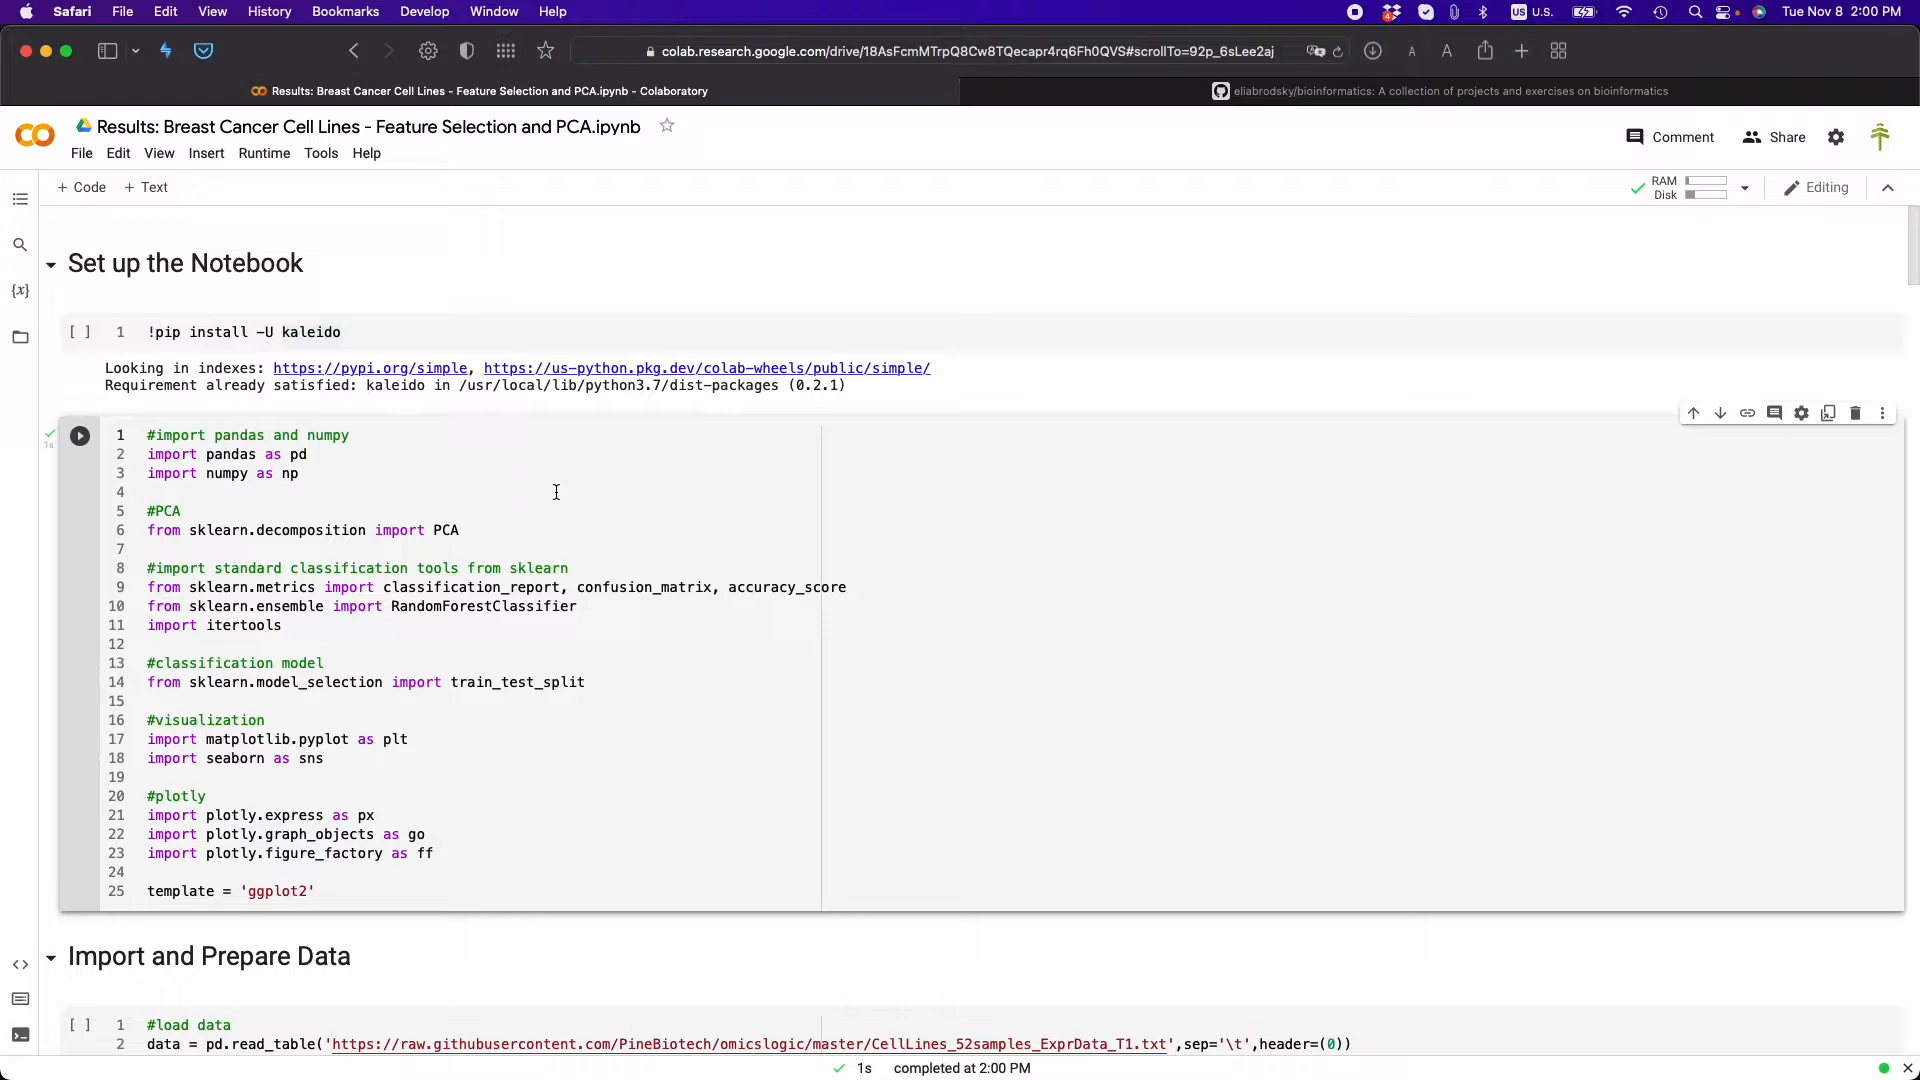 Safari File Edit View History Bookmarks Develop Window Help
U.S. Tue Nov 8 2:00 PM
colab.research.google.com/drive/18AsFcmMTrpQ8Cw8TQecapr4rq6Fh0QVS#scrollTo=92p_6sLee2aj
Results: Breast Cancer Cell Lines - Feature Selection and PCA.ipynb - Colaboratory
eliabrodsky/bioinformatics: A collection of projects and exercises on bioinformatics
Results: Breast Cancer Cell Lines - Feature Selection and PCA.ipynb
Comment Share
File Edit View Insert Runtime Tools Help
+ Code + Text
RAM
Disk
Editing
Set up the Notebook
[ ] 1 !pip install -U kaleido
Looking in indexes: https://pypi.org/simple, https://us-python.pkg.dev/colab-wheels/public/simple/
Requirement already satisfied: kaleido in /usr/local/lib/python3.7/dist-packages (0.2.1)
1s
1 #import pandas and numpy
2 import pandas as pd
3 import numpy as np
4
5 #PCA
6 from sklearn.decomposition import PCA
7
8 #import standard classification tools from sklearn
9 from sklearn.metrics import classification_report, confusion_matrix, accuracy_score
10 from sklearn.ensemble import RandomForestClassifier
11 import itertools
12
13 #classification model
14 from sklearn.model_selection import train_test_split
15
16 #visualization
17 import matplotlib.pyplot as plt
18 import seaborn as sns
19
20 #plotly
21 import plotly.express as px
22 import plotly.graph_objects as go
23 import plotly.figure_factory as ff
24
25 template = 'ggplot2'
Import and Prepare Data
[ ] 1 #load data
2 data = pd.read_table('https://raw.githubusercontent.com/PineBiotech/omicslogic/master/CellLines_52samples_ExprData_T1.txt',sep='\t',header=(0))
1s completed at 2:00 PM